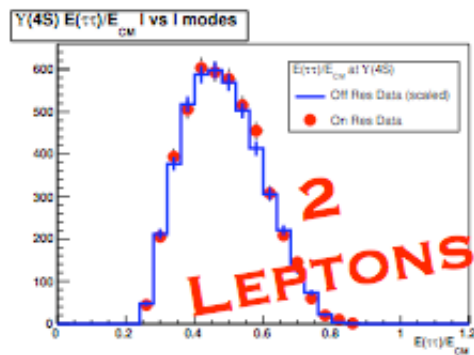 Υ(4S) E(ττ)/E_CM l vs l modes
E(ττ)/E_CM at Υ(4S)
Off Res Data (scaled)
On Res Data
600
500
400
300
200
100
0
2
LEPTONS
0 0.2 0.4 0.6 0.8 1 1.2
E(ττ)/E_CM